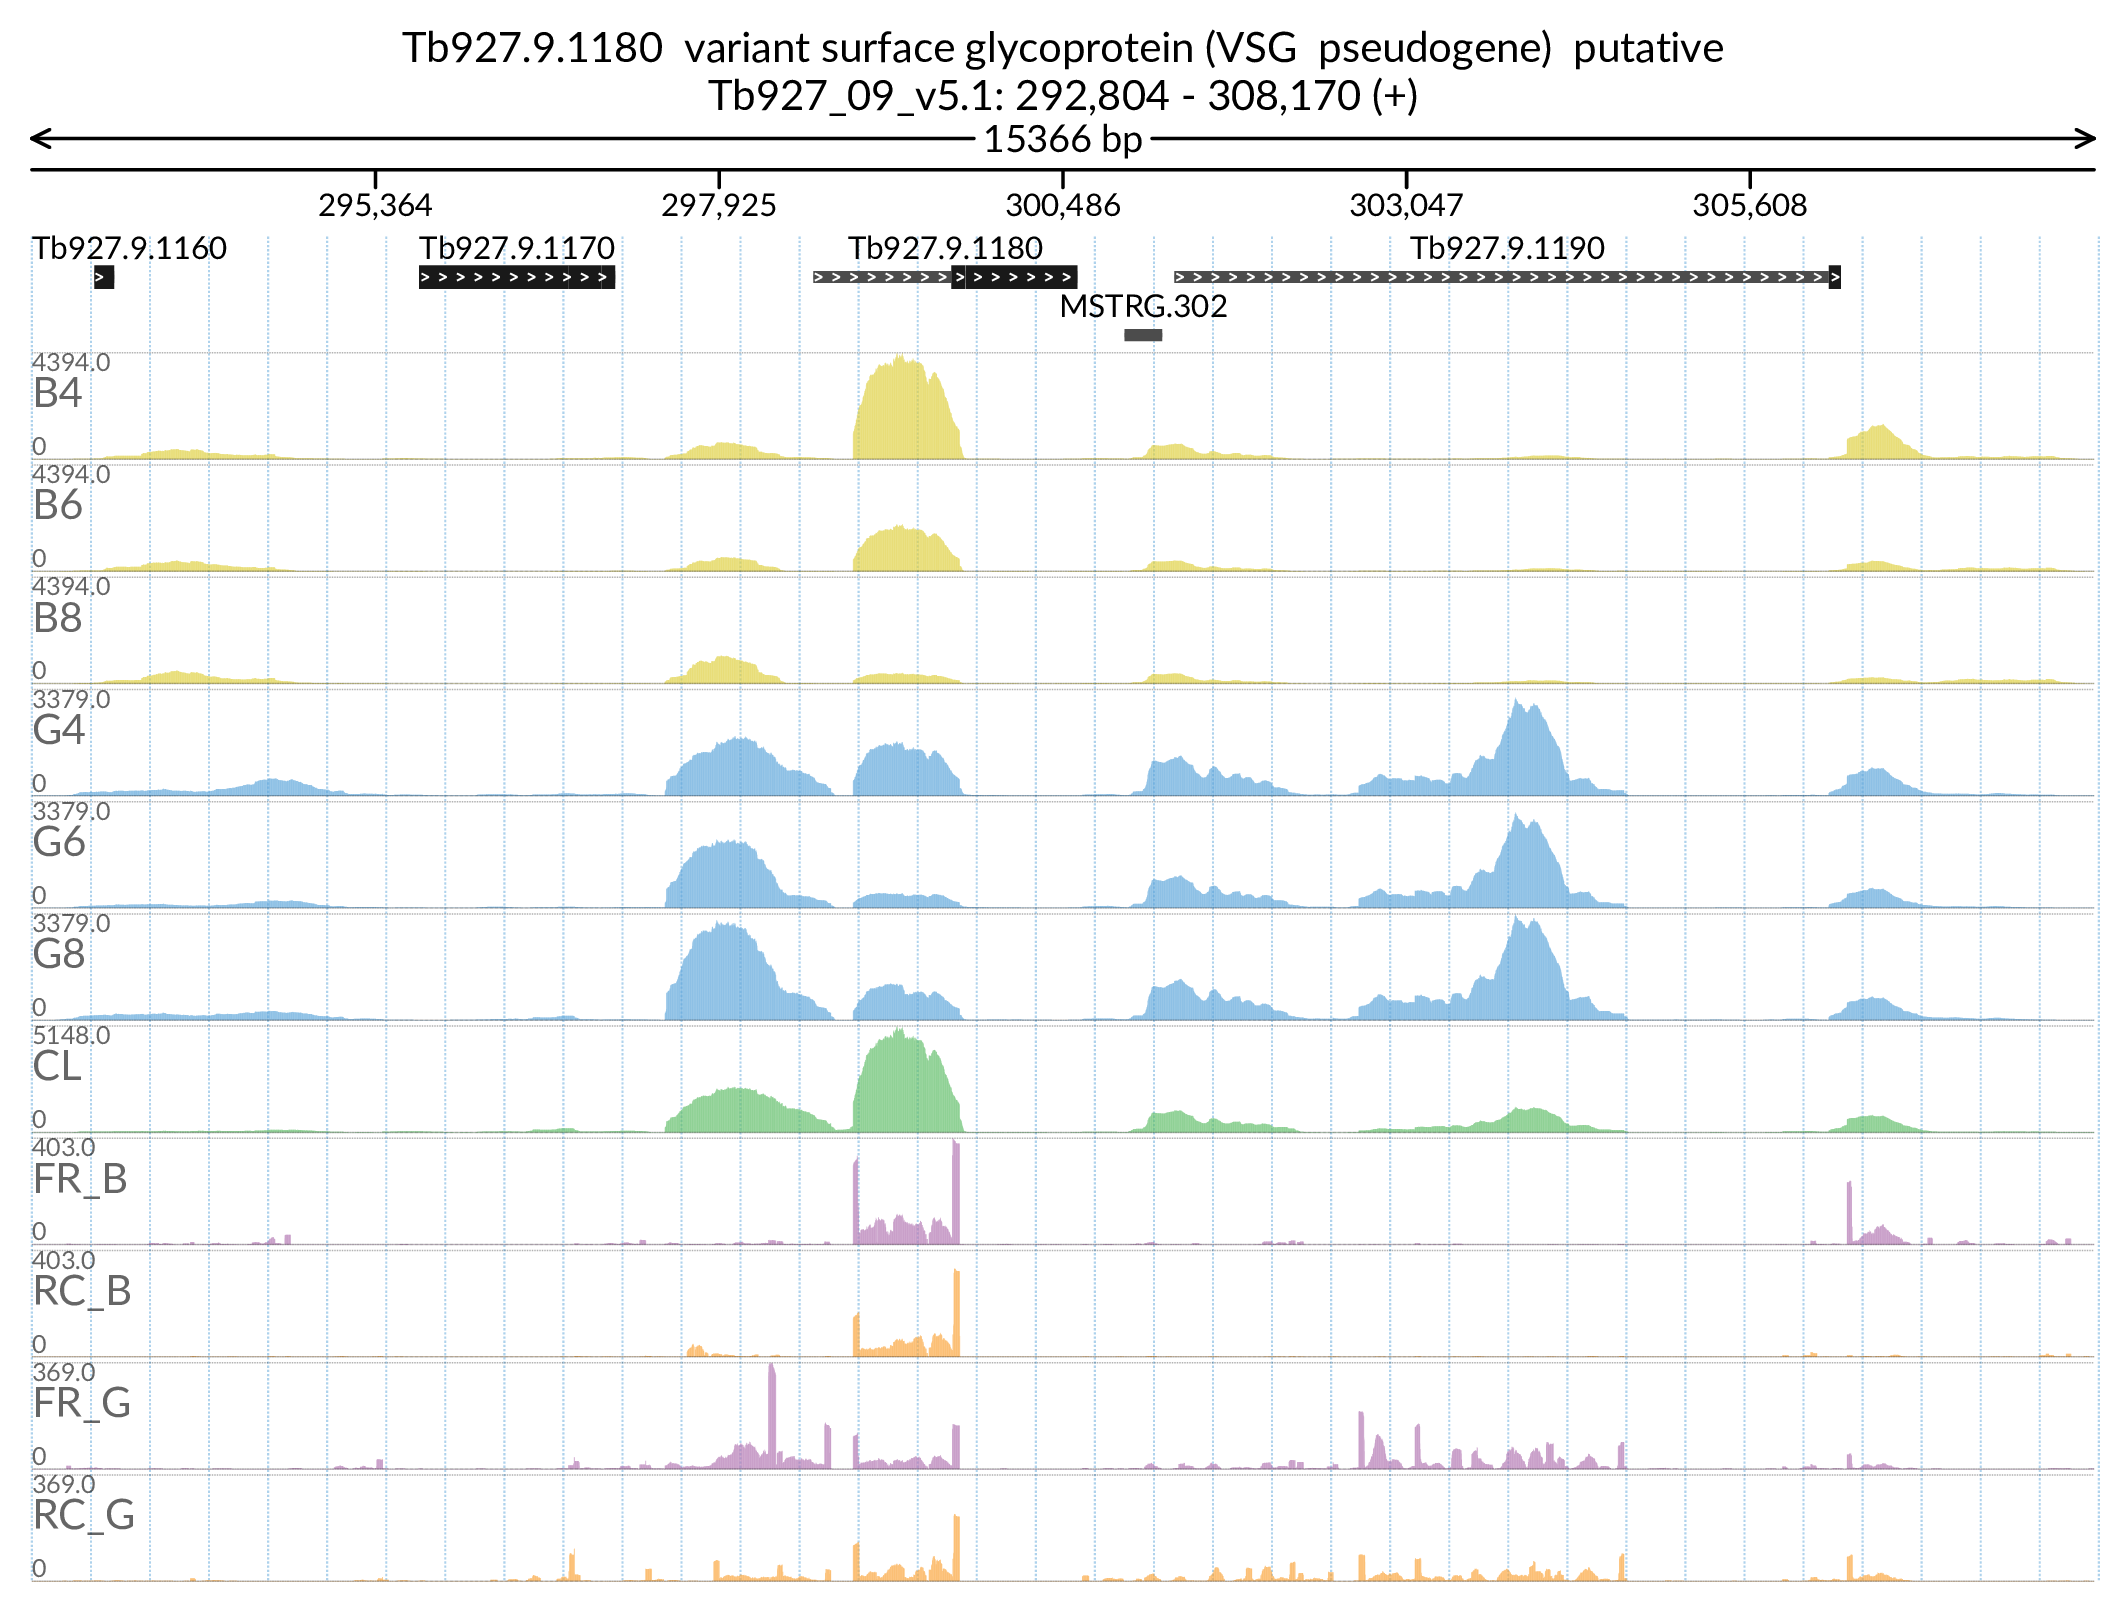 Tb927.9.1180 variant surface glycoprotein (VSG pseudogene) putative
Tb927_09_v5.1: 292,804 - 308,170 (+)
15366 bp
295,364 297,925 300,486 303,047 305,608
Tb927.9.1160 Tb927.9.1170 Tb927.9.1180 Tb927.9.1190
MSTRG.302
4394.0
B4
0
4394.0
B6
0
4394.0
B8
0
3379.0
G4
0
3379.0
G6
0
3379.0
G8
0
5148.0
CL
0
403.0
FR_B
0
403.0
RC_B
0
369.0
FR_G
0
369.0
RC_G
0